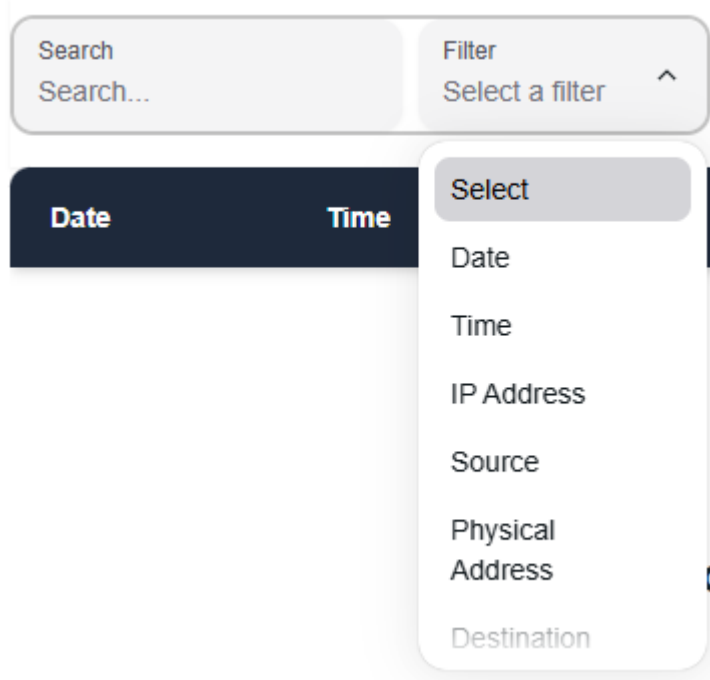 Search
Search...
Filter
Select a filter
Date
Time
Select
Date
Time
IP Address
Source
Physical
Address
Destination